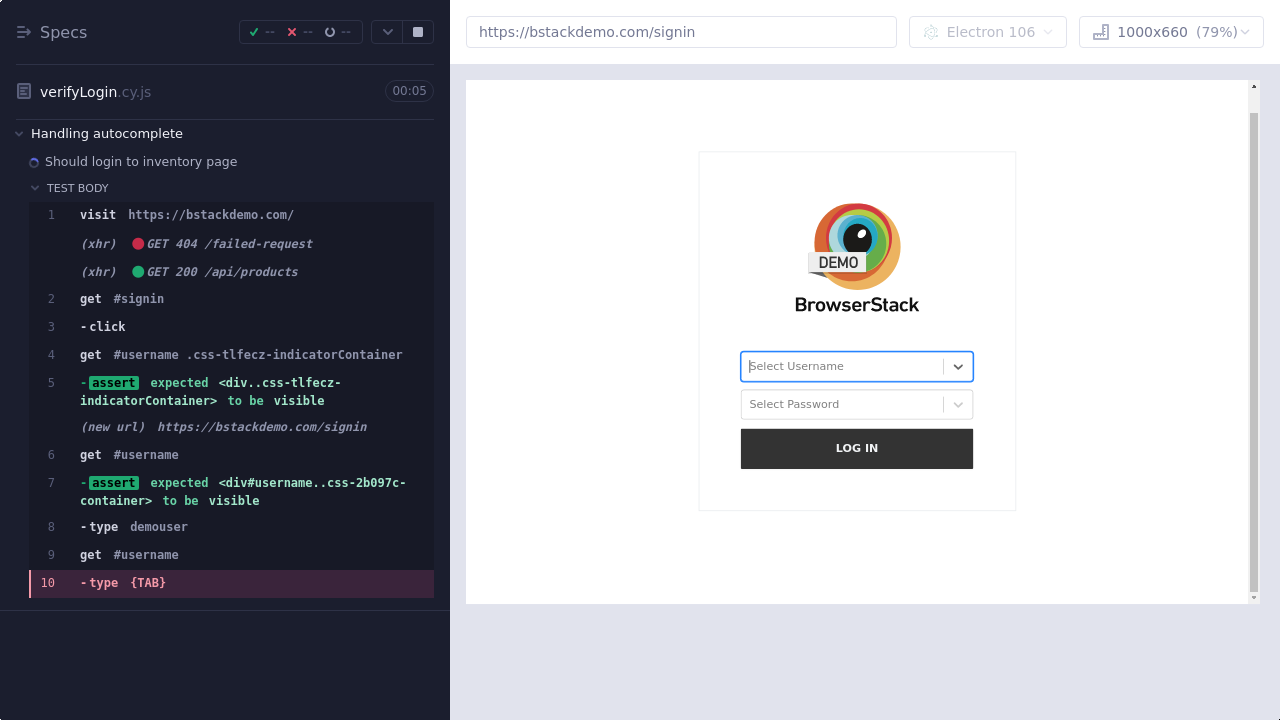 Specs
-- -- --
https://bstackdemo.com/signin
Electron 106
1000x660 (79%)
verifyLogin.cy.js
00:05
Handling autocomplete
Should login to inventory page
TEST BODY
1 visit https://bstackdemo.com/
(xhr) GET 404 /failed-request
(xhr) GET 200 /api/products
2 get #signin
3 -click
4 get #username .css-tlfecz-indicatorContainer
5 -assert expected <div..css-tlfecz-
indicatorContainer> to be visible
(new url) https://bstackdemo.com/signin
6 get #username
7 -assert expected <div#username..css-2b097c-
container> to be visible
8 -type demouser
9 get #username
10 -type {TAB}
DEMO
BrowserStack
Select Username
Select Password
LOG IN